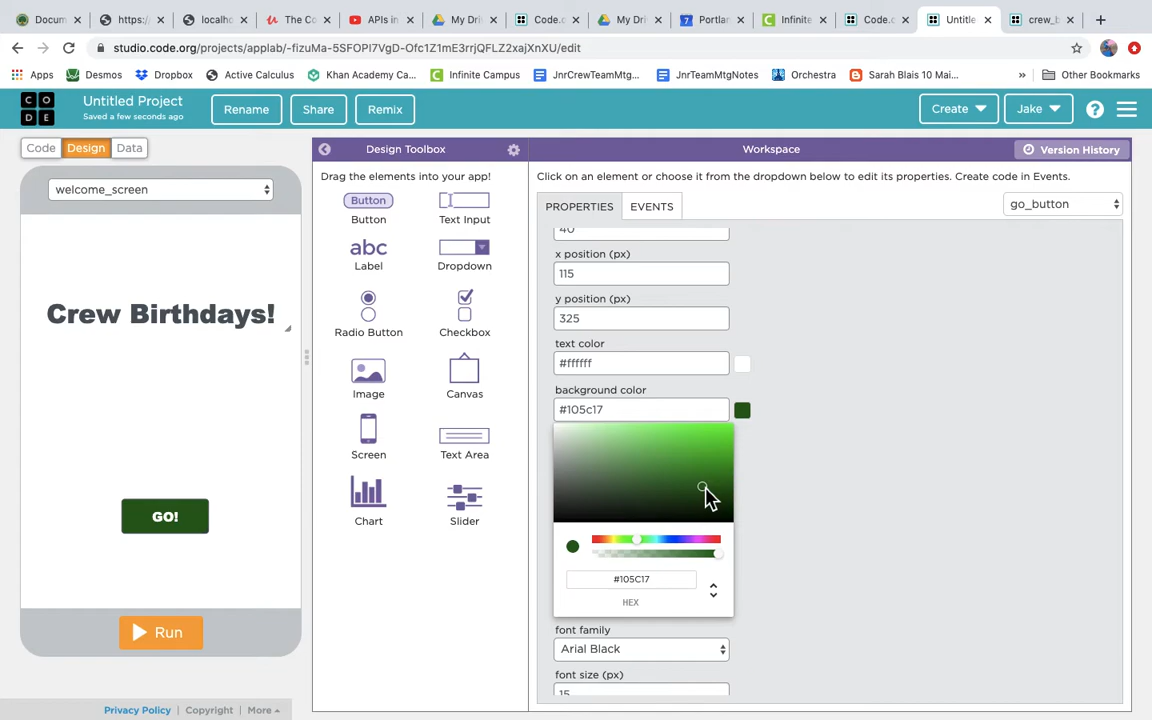 Docum
https:/
localho
The Co
APIs in
My Dri
Code.c
My Dri
Portlan
Infinite
Code.c
Untitle
crew_b
studio.code.org/projects/applab/-fizuMa-5SFOPI7VgD-Ofc1Z1mE3rrjQFLZ2xajXnXU/edit
Apps
Desmos
Dropbox
Active Calculus
Khan Academy Ca...
Infinite Campus
JnrCrewTeamMtg...
JnrTeamMtgNotes
Orchestra
Sarah Blais 10 Mai...
»
Other Bookmarks
CODE
Untitled Project
Saved a few seconds ago
Rename
Share
Remix
Create
Jake
?
Code
Design
Data
Design Toolbox
Workspace
Version History
welcome_screen
Drag the elements into your app!
Click on an element or choose it from the dropdown below to edit its properties. Create code in Events.
PROPERTIES
EVENTS
go_button
Button
Button
Text Input
abc
Label
Dropdown
Radio Button
Checkbox
Image
Canvas
Screen
Text Area
Chart
Slider
Crew Birthdays!
GO!
Run
40
x position (px)
115
y position (px)
325
text color
#ffffff
background color
#105c17
#105C17
HEX
font family
Arial Black
font size (px)
15
Privacy Policy | Copyright | More